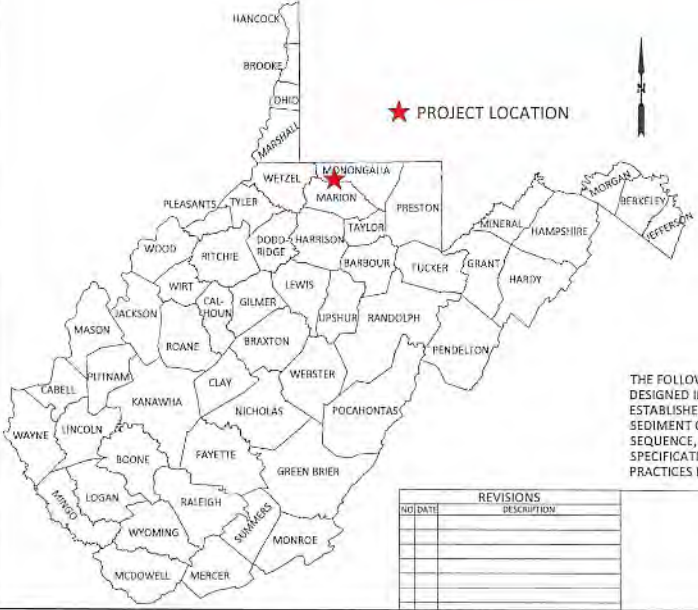 HANCOCK
BROOKE
OHIO
MARSHALL
PROJECT LOCATION
N
WETZEL
MONONGALIA
MARION
PRESTON
MORGAN
BERKELEY
JEFFERSON
PLEASANTS
TYLER
MINERAL
HAMPSHIRE
WOOD
RITCHIE
DODD-
RIDGE
HARRISON
TAYLOR
BARBOUR
TUCKER
GRANT
HARDY
WIRT
CAL-
HOUN
GILMER
LEWIS
UPSHUR
RANDOLPH
JACKSON
MASON
ROANE
BRAXTON
PENDELTON
WEBSTER
CABELL
PUTNAM
KANAWHA
CLAY
NICHOLAS
POCAHONTAS
WAYNE
LINCOLN
BOONE
FAYETTE
GREEN BRIER
MINGO
LOGAN
RALEIGH
SUMMERS
MONROE
WYOMING
MCDOWELL
MERCER
THE FOLLOW
DESIGNED I
ESTABLISHE
SEDIMENT
SEQUENCE,
SPECIFICATI
PRACTICES
REVISIONS
NO DATE DESCRIPTION